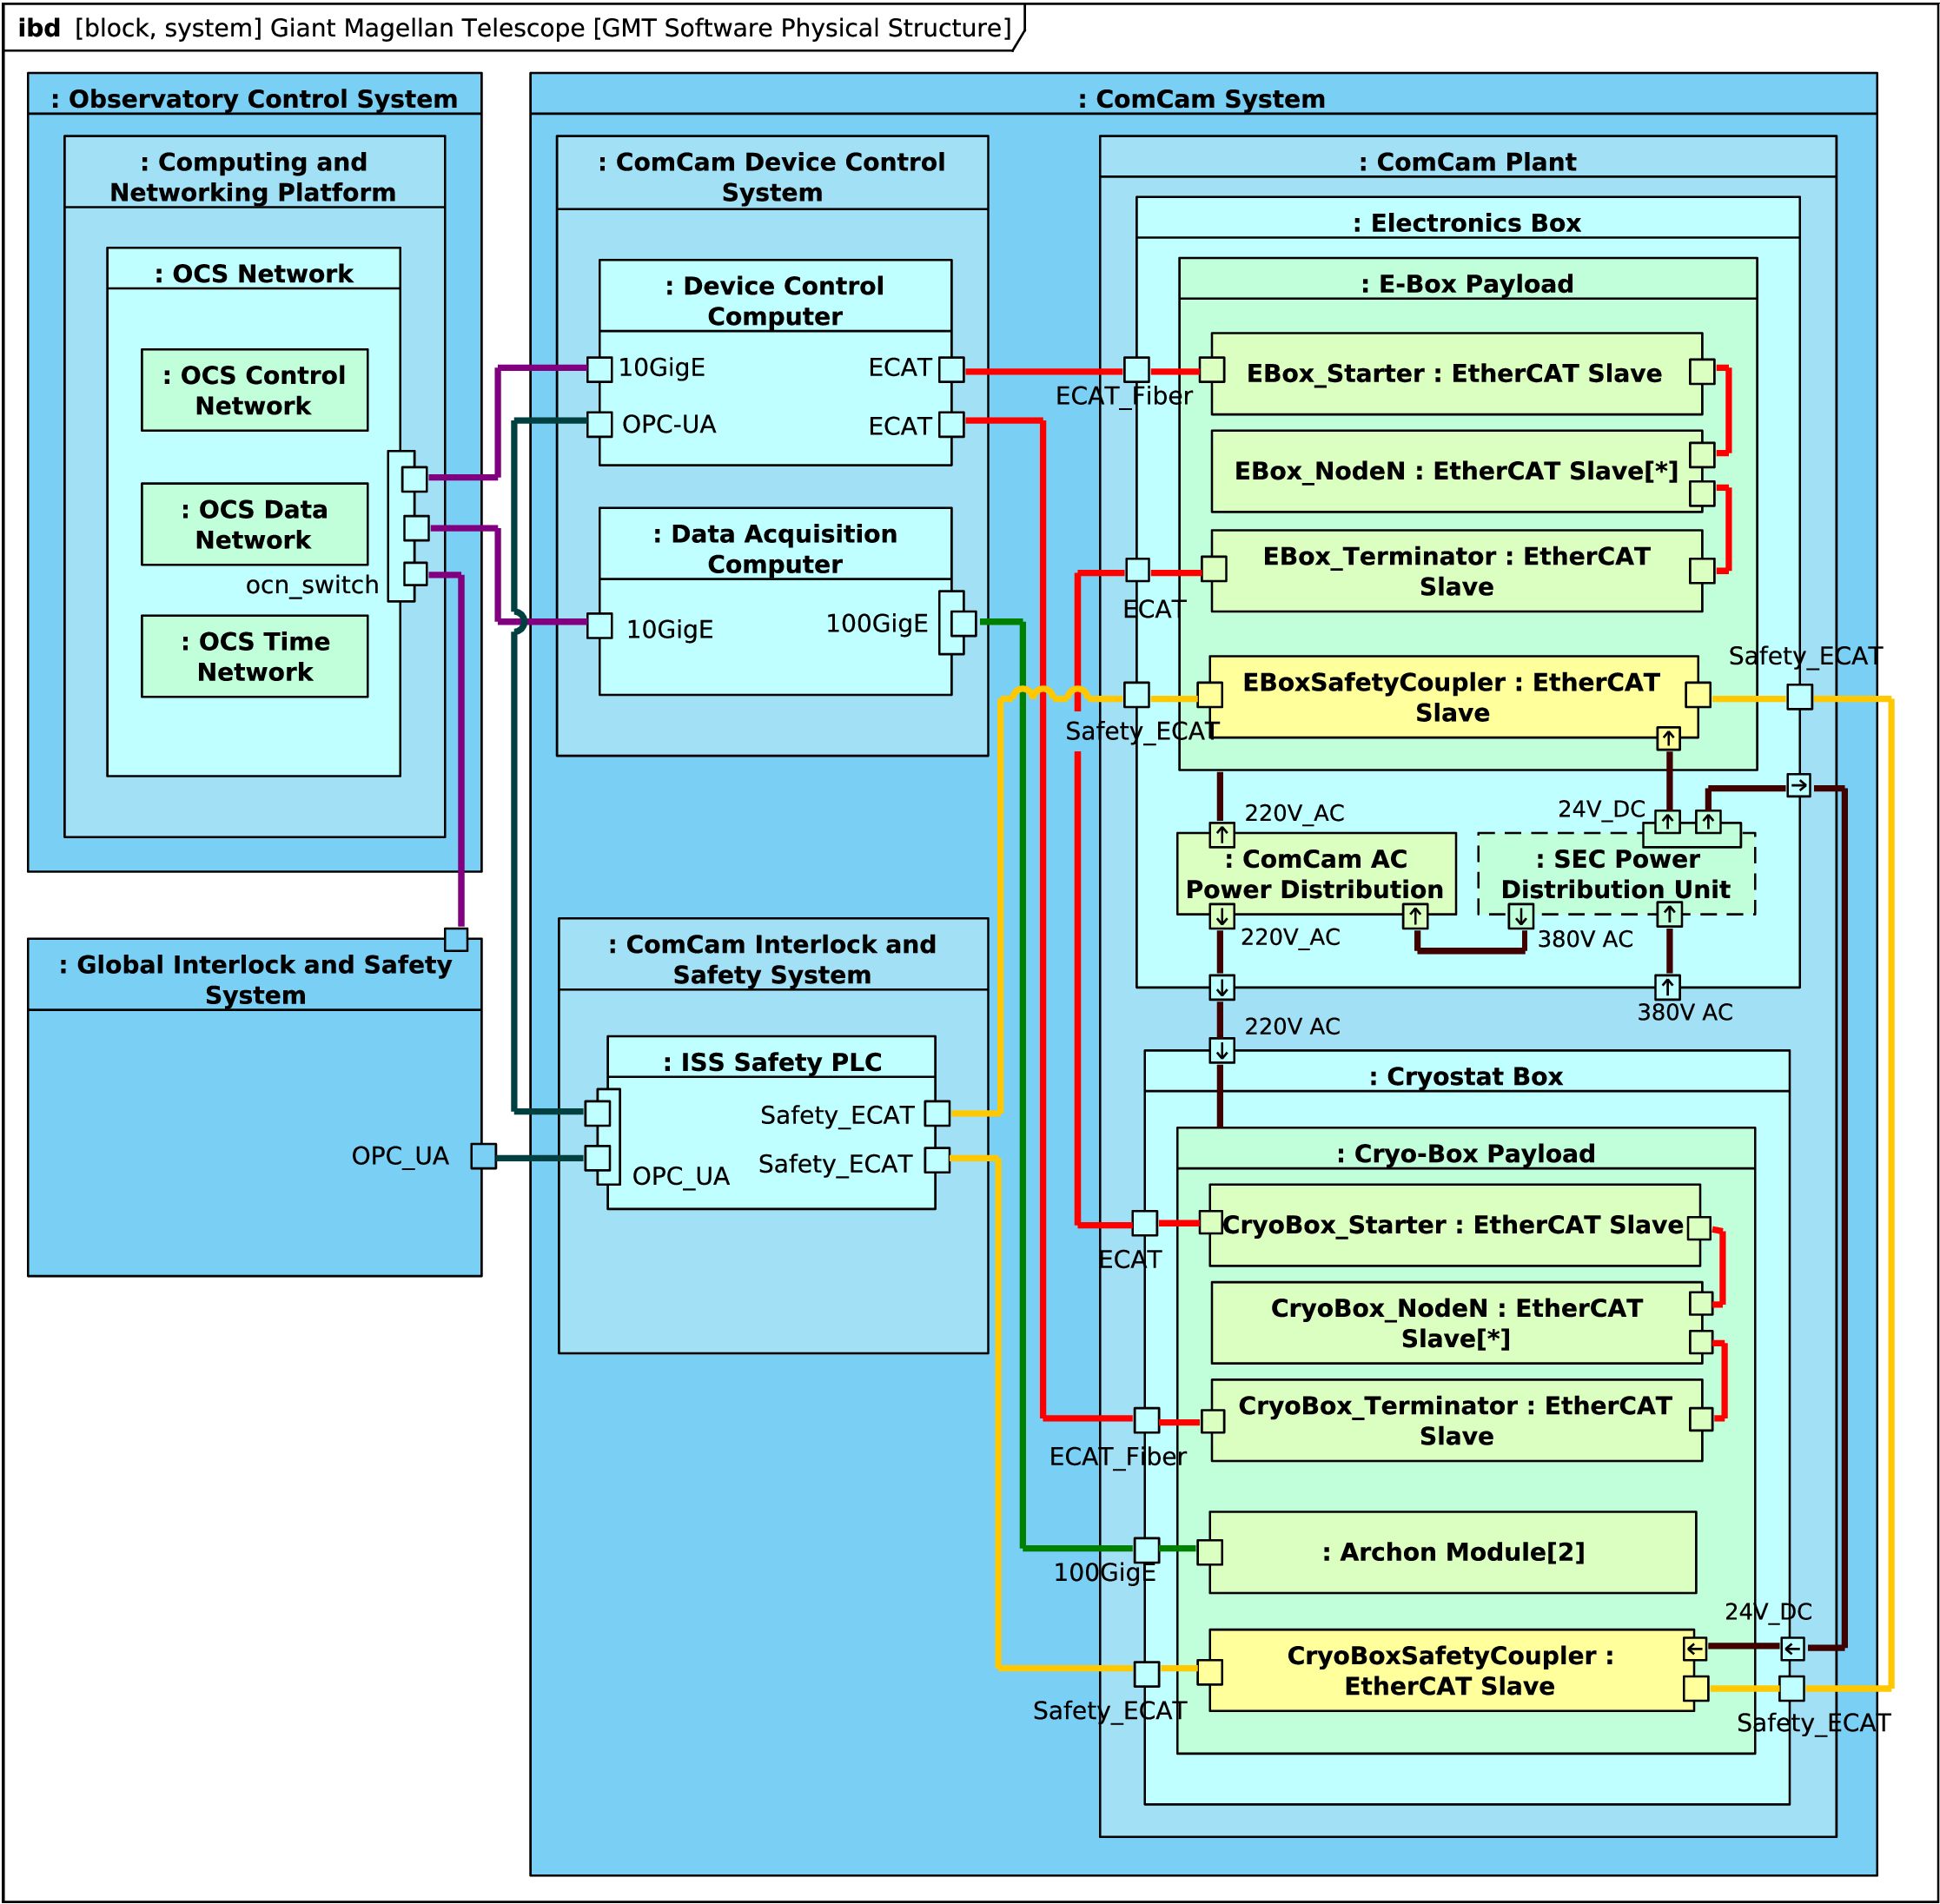 ibd [block, system] Giant Magellan Telescope [GMT Software Physical Structure]
: Observatory Control System
: Computing and
Networking Platform
: OCS Network
: OCS Control
Network
: OCS Data
Network
ocn_switch
: OCS Time
Network
: Global Interlock and Safety
System
OPC_UA
: ComCam System
: ComCam Device Control
System
: Device Control
Computer
10GigE
ECAT
OPC-UA
ECAT
: Data Acquisition
Computer
10GigE
100GigE
: ComCam Interlock and
Safety System
: ISS Safety PLC
Safety_ECAT
Safety_ECAT
OPC_UA
: ComCam Plant
: Electronics Box
: E-Box Payload
EBox_Starter : EtherCAT Slave
ECAT_Fiber
EBox_NodeN : EtherCAT Slave[*]
EBox_Terminator : EtherCAT
Slave
ECAT
Safety_ECAT
EBoxSafetyCoupler : EtherCAT
Slave
Safety_ECAT
220V_AC
24V_DC
: ComCam AC
Power Distribution
: SEC Power
Distribution Unit
220V_AC
380V AC
380V AC
220V AC
: Cryostat Box
: Cryo-Box Payload
CryoBox_Starter : EtherCAT Slave
ECAT
CryoBox_NodeN : EtherCAT
Slave[*]
CryoBox_Terminator : EtherCAT
Slave
ECAT_Fiber
: Archon Module[2]
100GigE
24V_DC
CryoBoxSafetyCoupler :
EtherCAT Slave
Safety_ECAT
Safety_ECAT